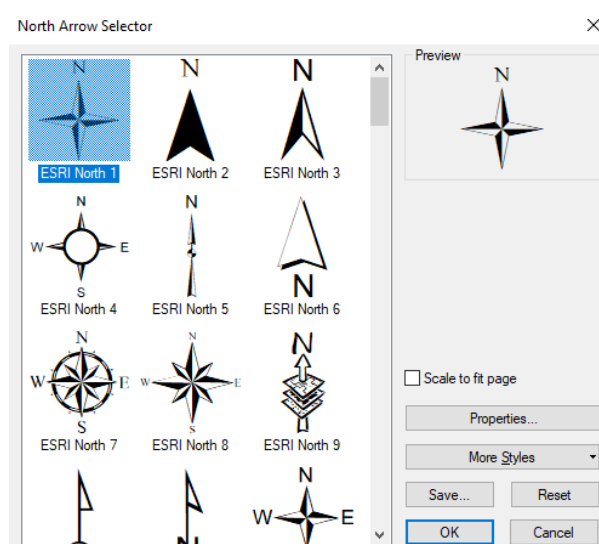 North Arrow Selector
Preview
N
N
N
N
ESRI North 1
ESRI North 2
ESRI North 3
N
N
W
E
S
N
ESRI North 4
ESRI North 5
ESRI North 6
N
N
N
W
E
W
E
S
S
ESRI North 7
ESRI North 8
ESRI North 9
Scale to fit page
Properties...
More Styles
Save...
Reset
N
W
E
N
OK
Cancel